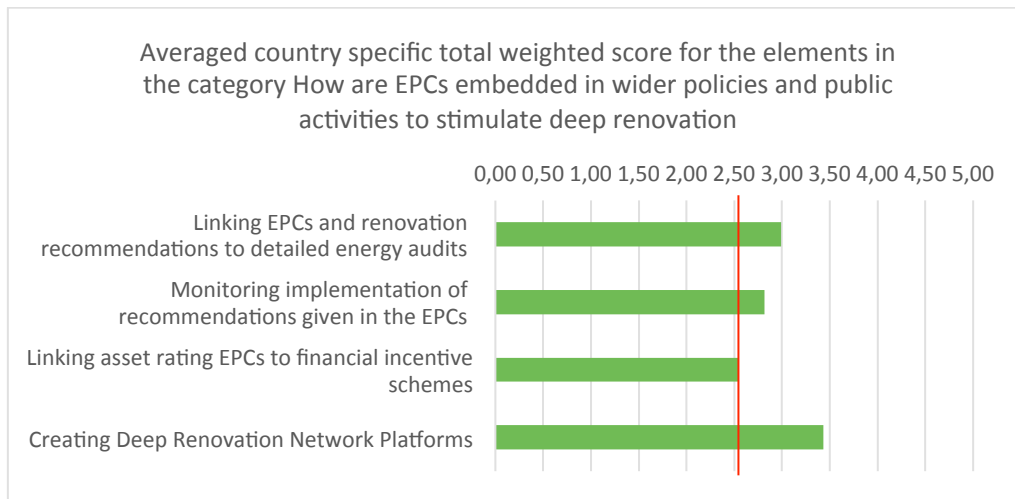 Averaged country specific total weighted score for the elements in
the category How are EPCs embedded in wider policies and public
activities to stimulate deep renovation
0,00 0,50 1,00 1,50 2,00 2,50 3,00 3,50 4,00 4,50 5,00
Linking EPCs and renovation
recommendations to detailed energy audits
Monitoring implementation of
recommendations given in the EPCs
Linking asset rating EPCs to financial incentive
schemes
Creating Deep Renovation Network Platforms